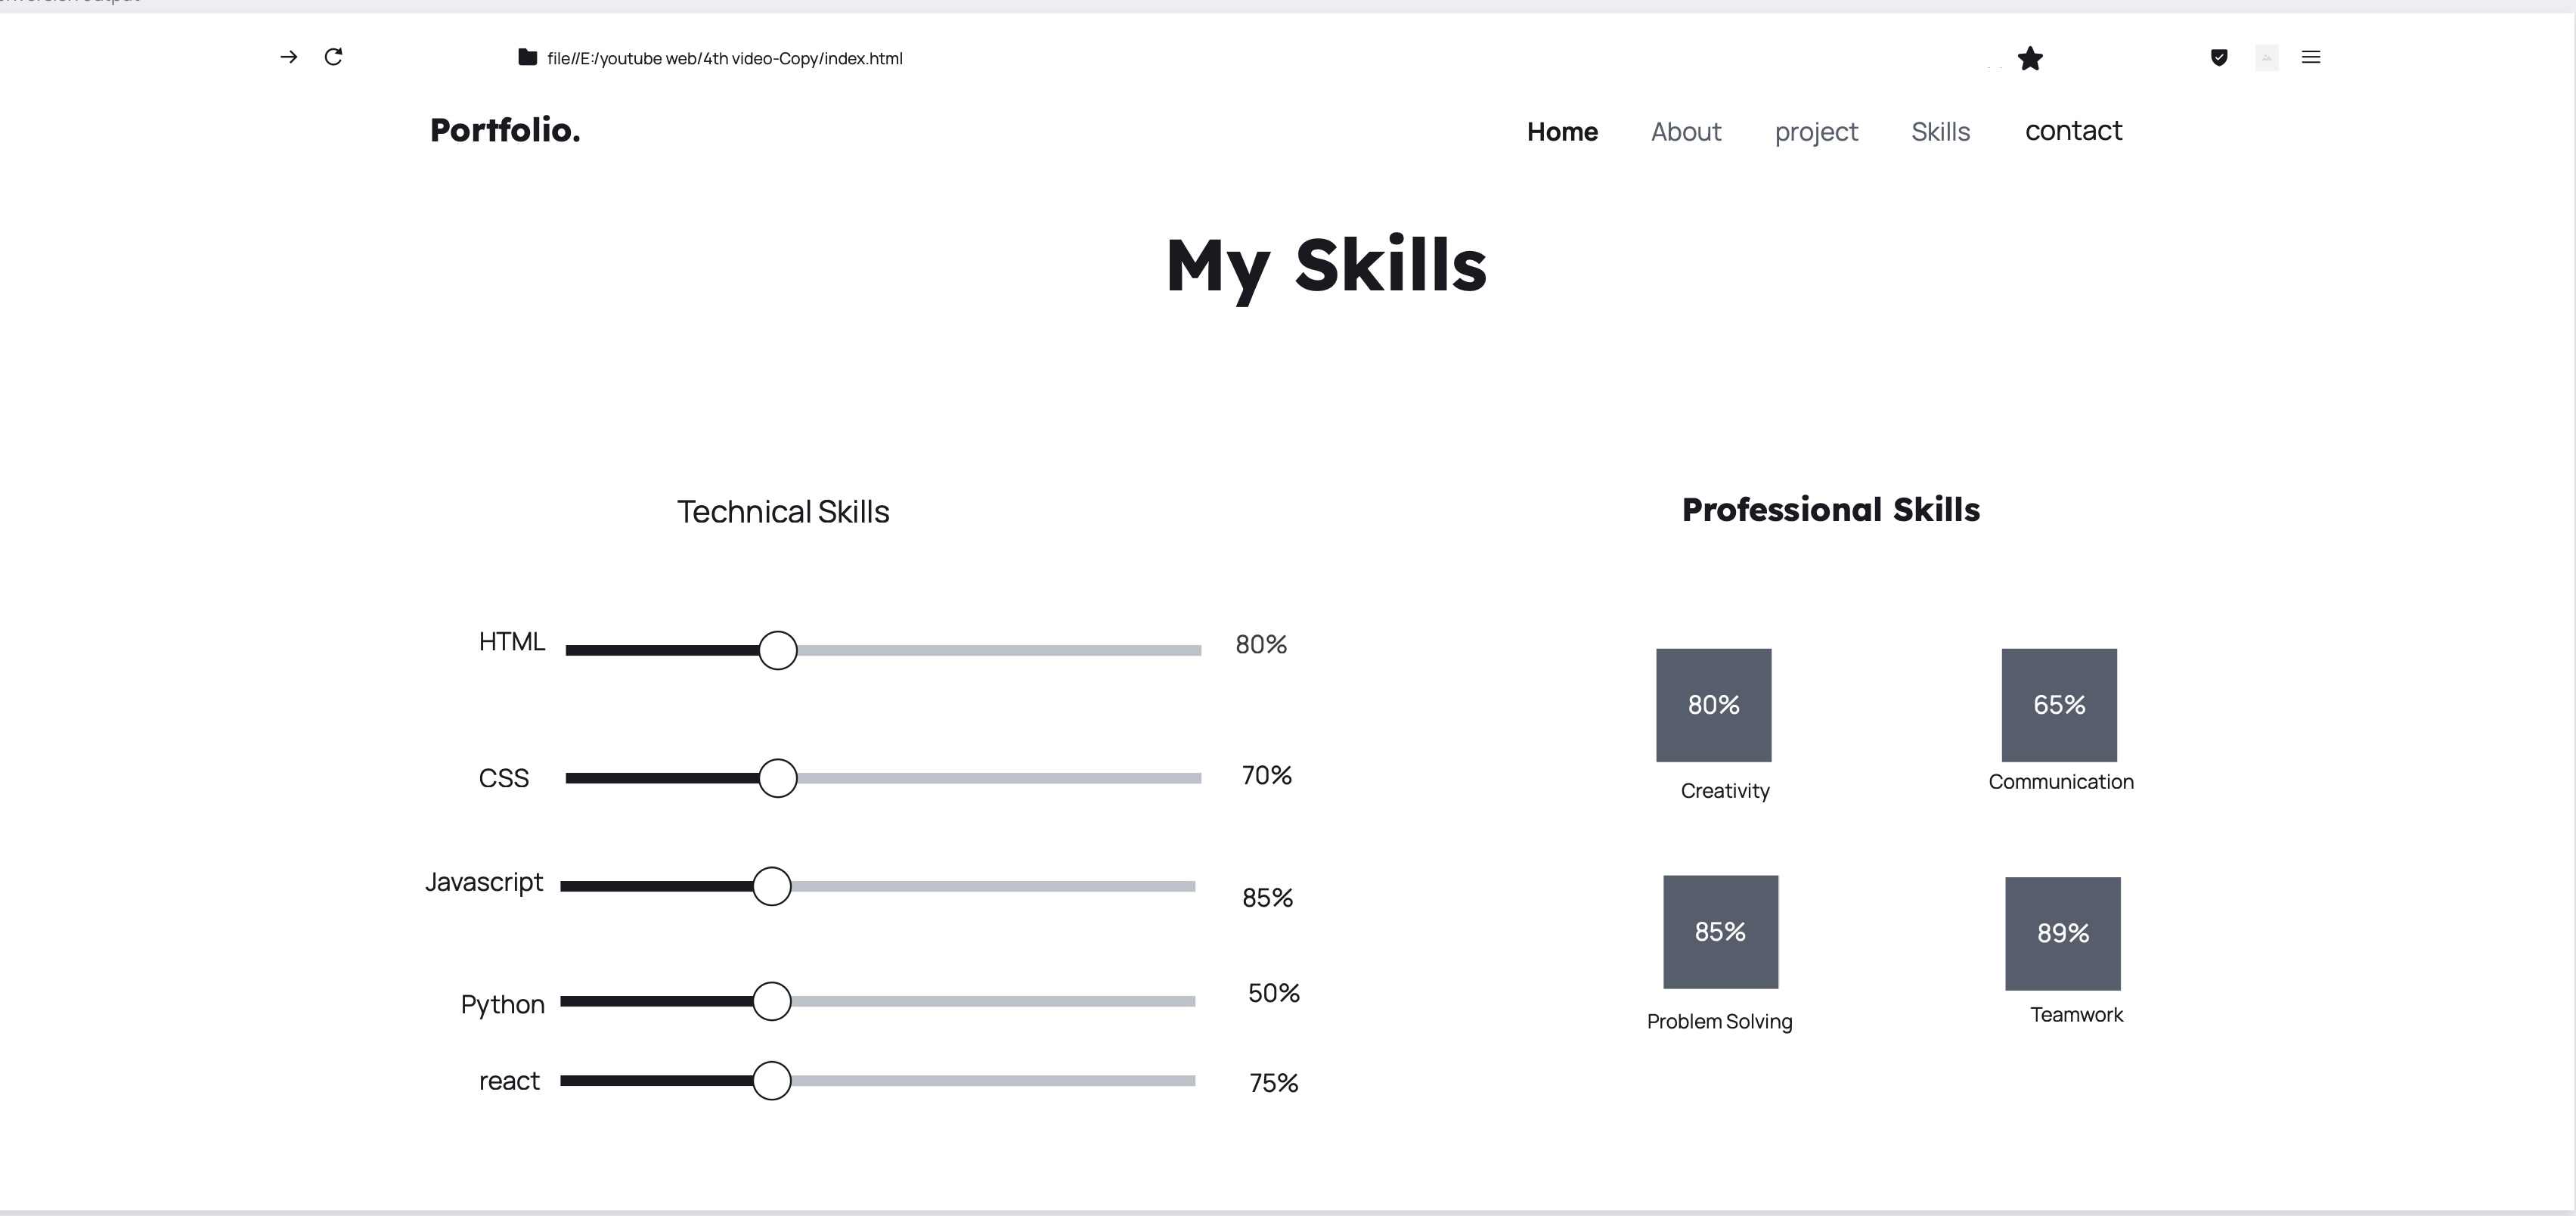 file//E:/youtube web/4th video-Copy/index.html
Portfolio.
Home About project Skills contact
My Skills
Technical Skills
HTML 80%
CSS 70%
Javascript 85%
Python 50%
react 75%
Professional Skills
80% 65%
Creativity Communication
85% 89%
Problem Solving Teamwork